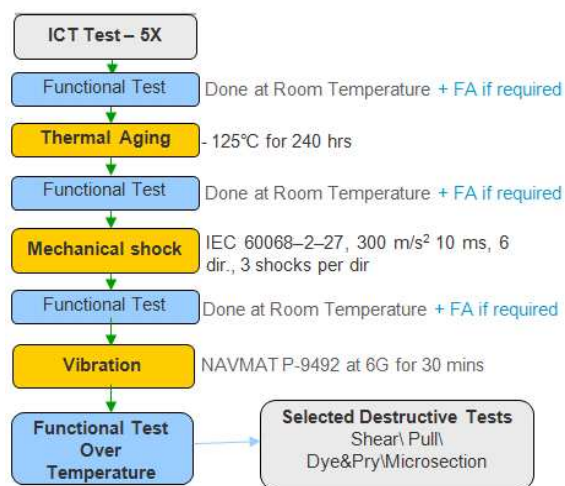 ICT Test – 5X
Functional Test
Done at Room Temperature + FA if required
Thermal Aging
- 125°C for 240 hrs
Functional Test
Done at Room Temperature + FA if required
Mechanical shock
IEC 60068–2–27, 300 m/s² 10 ms, 6
dir., 3 shocks per dir
Functional Test
Done at Room Temperature + FA if required
Vibration
NAVMAT P-9492 at 6G for 30 mins
Functional Test
Over
Temperature
Selected Destructive Tests
Shear\ Pull\
Dye&Pry\Microsection